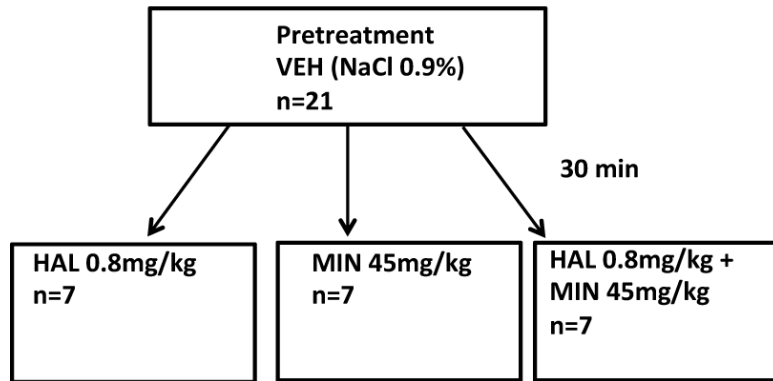 Pretreatment
VEH (NaCl 0.9%)
n=21
30 min
HAL 0.8mg/kg
n=7
MIN 45mg/kg
n=7
HAL 0.8mg/kg +
MIN 45mg/kg
n=7